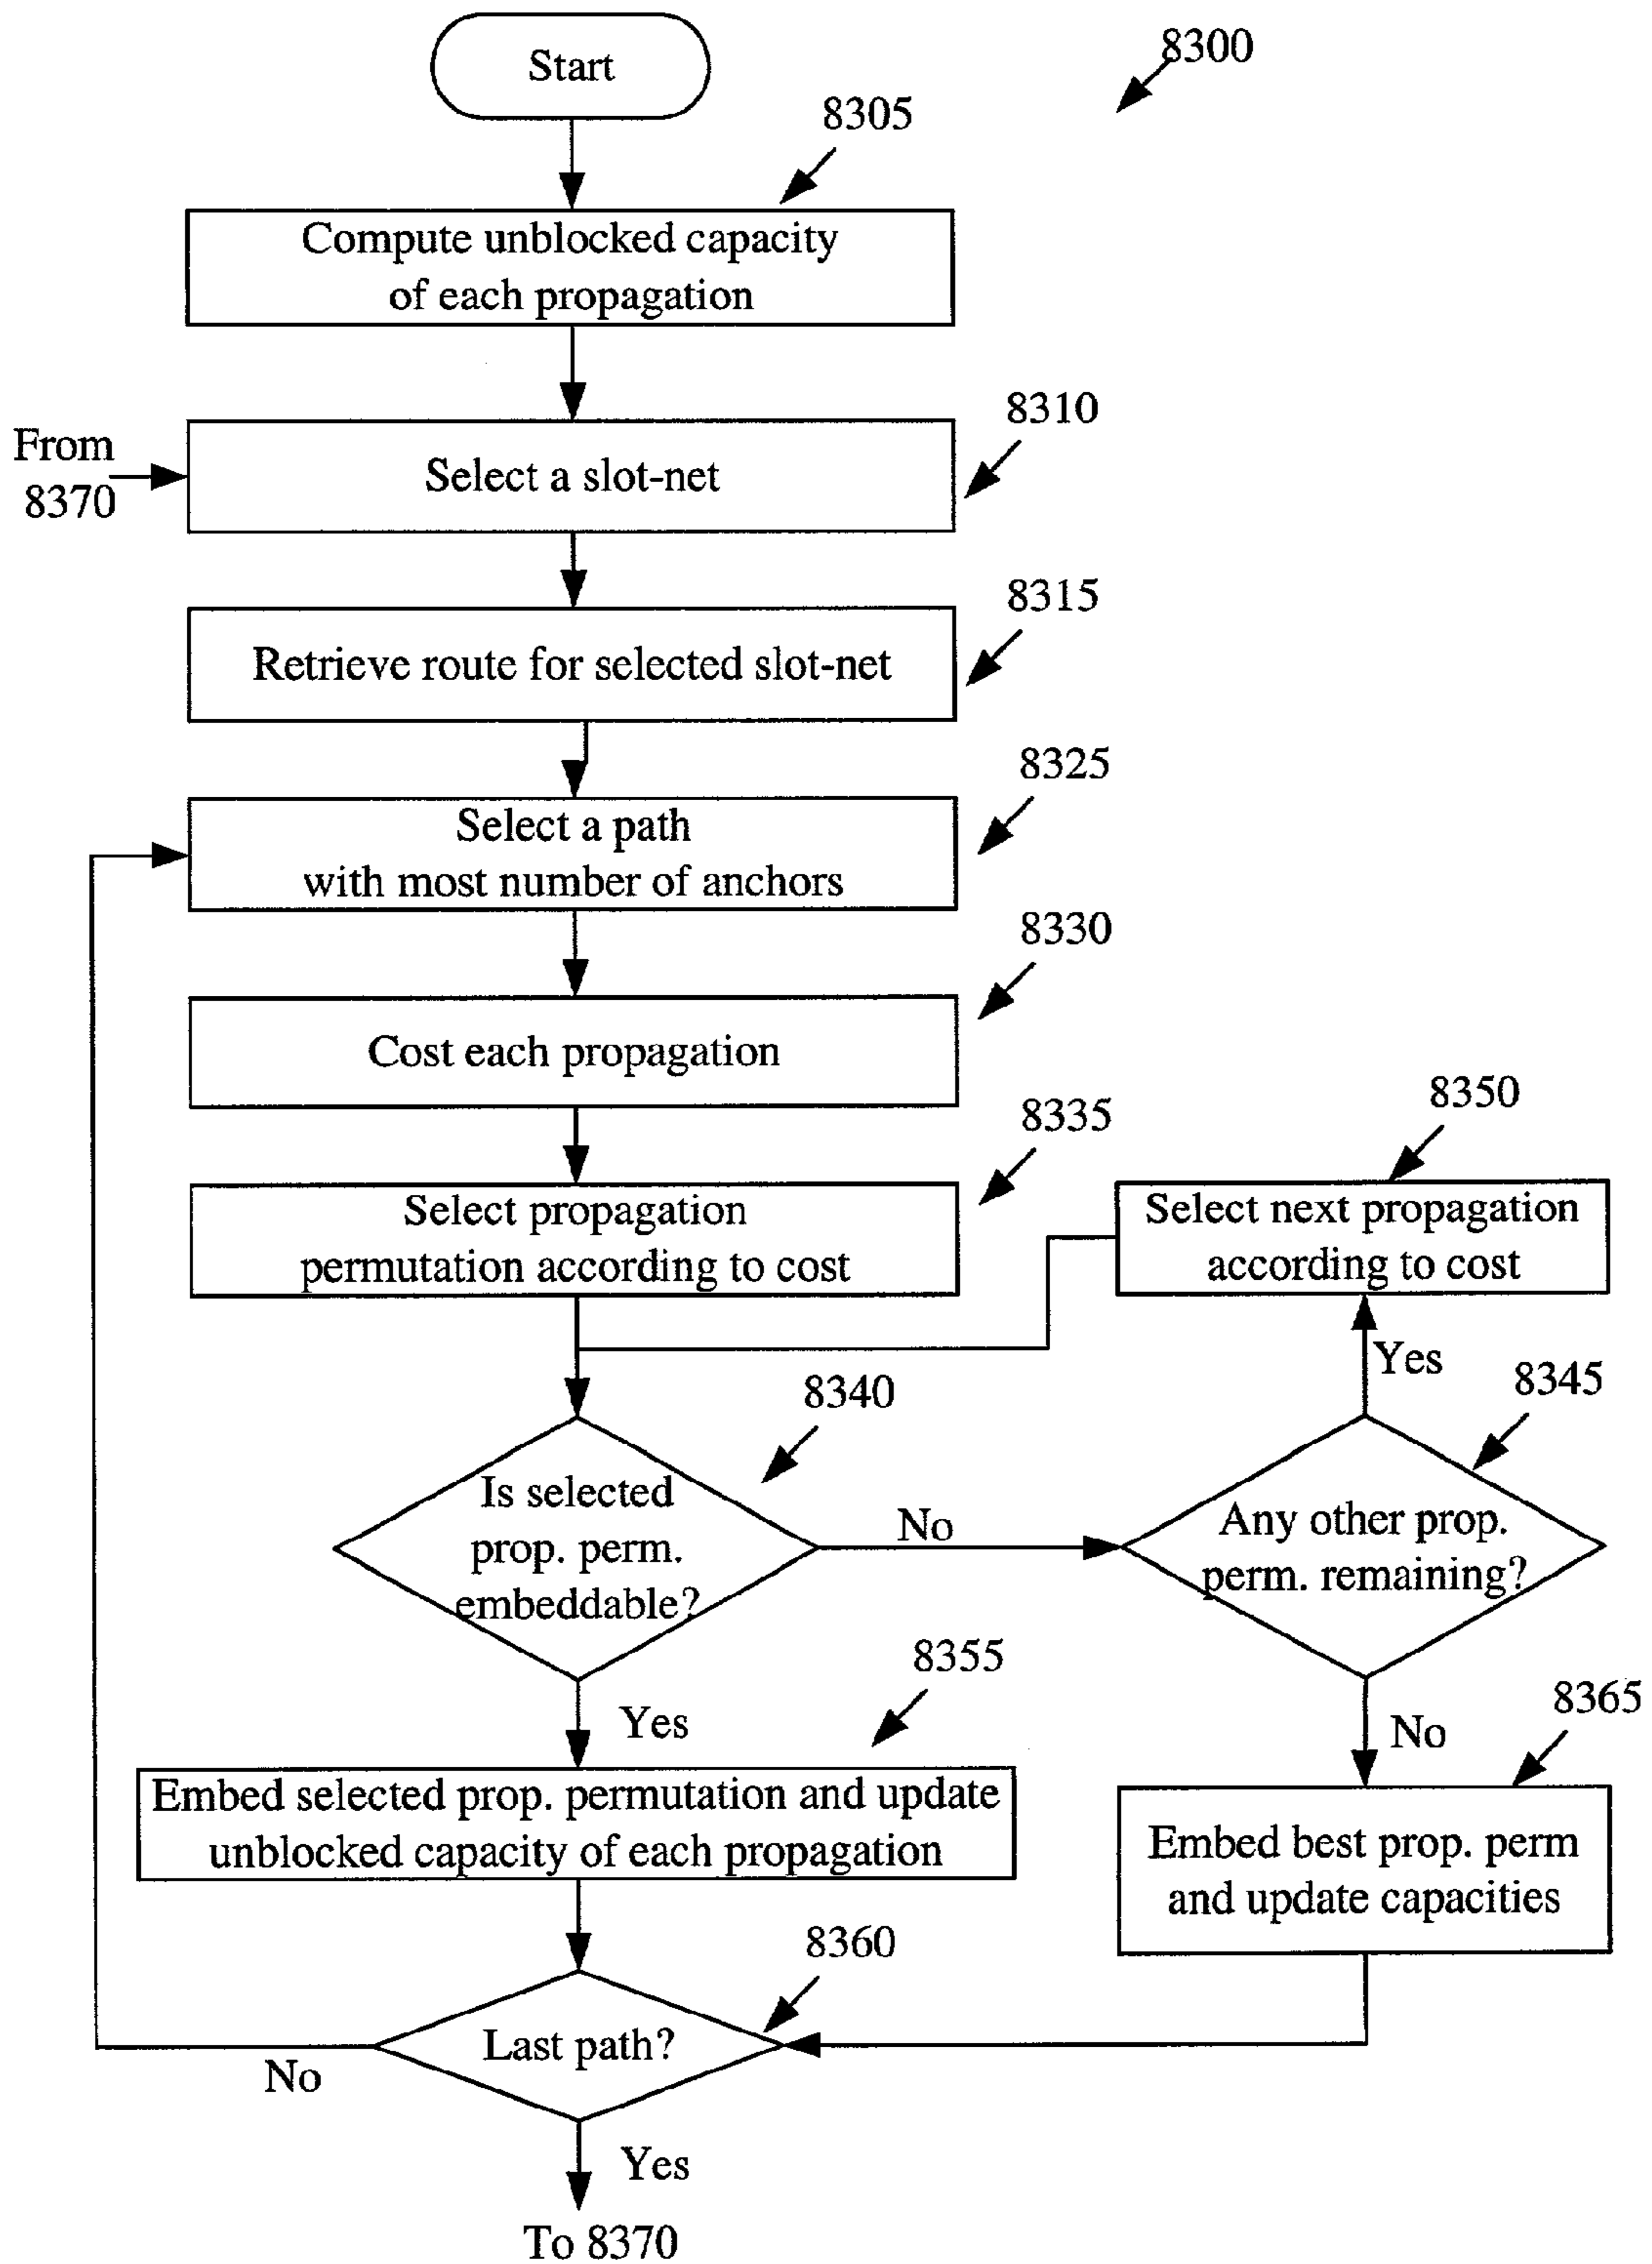 Start
8300
8305
Compute unblocked capacity
of each propagation
8310
From
8370
Select a slot-net
8315
Retrieve route for selected slot-net
8325
Select a path
with most number of anchors
8330
Cost each propagation
8335
8350
Select propagation
permutation according to cost
Select next propagation
according to cost
Yes
8340
8345
Is selected
prop. perm.
embeddable?
No
Any other prop.
perm. remaining?
8355
8365
Yes
No
Embed selected prop. permutation and update
unblocked capacity of each propagation
Embed best prop. perm
and update capacities
8360
Last path?
No
Yes
To 8370